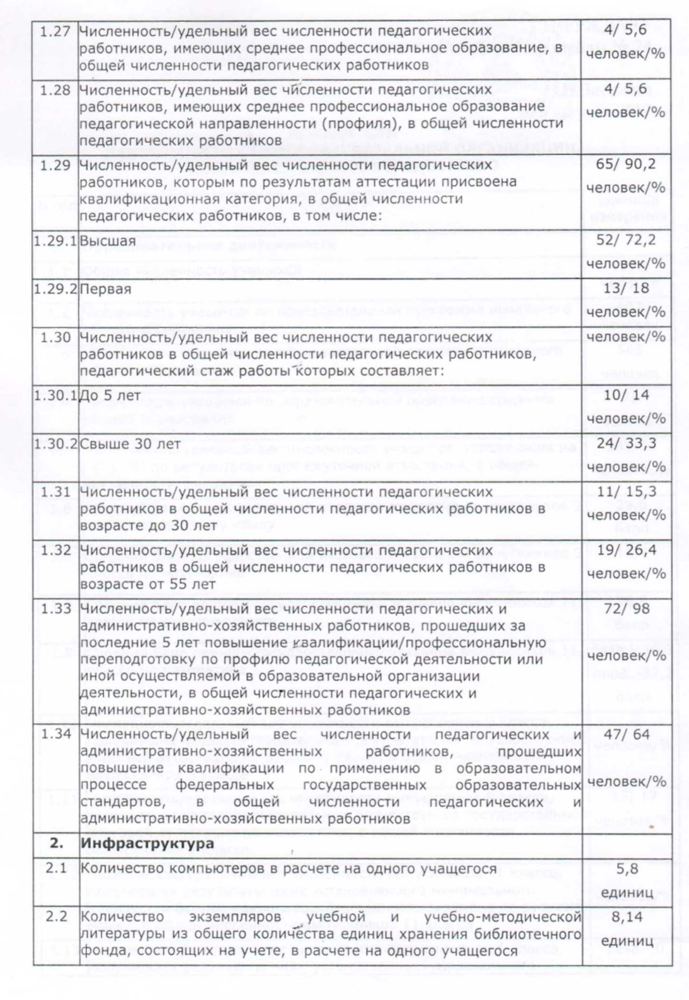 1.27 Численность/удельный вес численности педагогических 4/ 5,6
работников, имеющих среднее профессиональное образование, в человек/%
общей численности педагогических работников
1.28 Численность/удельный вес численности педагогических 4/ 5,6
работников, имеющих среднее профессиональное образование человек/%
педагогической направленности (профиля), в общей численности
педагогических работников
1.29 Численность/удельный вес численности педагогических 65/ 90,2
работников, которым по результатам аттестации присвоена человек/%
квалификационная категория, в общей численности
педагогических работников, в том числе:
1.29.1 Высшая 52/ 72,2
человек/%
1.29.2 Первая 13/ 18
человек/%
1.30 Численность/удельный вес численности педагогических человек/%
работников в общей численности педагогических работников,
педагогический стаж работы которых составляет:
1.30.1 До 5 лет 10/ 14
человек/%
1.30.2 Свыше 30 лет 24/ 33,3
человек/%
1.31 Численность/удельный вес численности педагогических 11/ 15,3
работников в общей численности педагогических работников в человек/%
возрасте до 30 лет
1.32 Численность/удельный вес численности педагогических 19/ 26,4
работников в общей численности педагогических работников в человек/%
возрасте от 55 лет
1.33 Численность/удельный вес численности педагогических и 72/ 98
административно-хозяйственных работников, прошедших за
последние 5 лет повышение квалификации/профессиональную человек/%
переподготовку по профилю педагогической деятельности или
иной осуществляемой в образовательной организации
деятельности, в общей численности педагогических и
административно-хозяйственных работников
1.34 Численность/удельный вес численности педагогических и 47/ 64
административно-хозяйственных работников, прошедших
повышение квалификации по применению в образовательном
процессе федеральных государственных образовательных человек/%
стандартов, в общей численности педагогических и
административно-хозяйственных работников
2. Инфраструктура
2.1 Количество компьютеров в расчете на одного учащегося 5,8
единиц
2.2 Количество экземпляров учебной и учебно-методической 8,14
литературы из общего количества единиц хранения библиотечного
фонда, состоящих на учете, в расчете на одного учащегося единиц